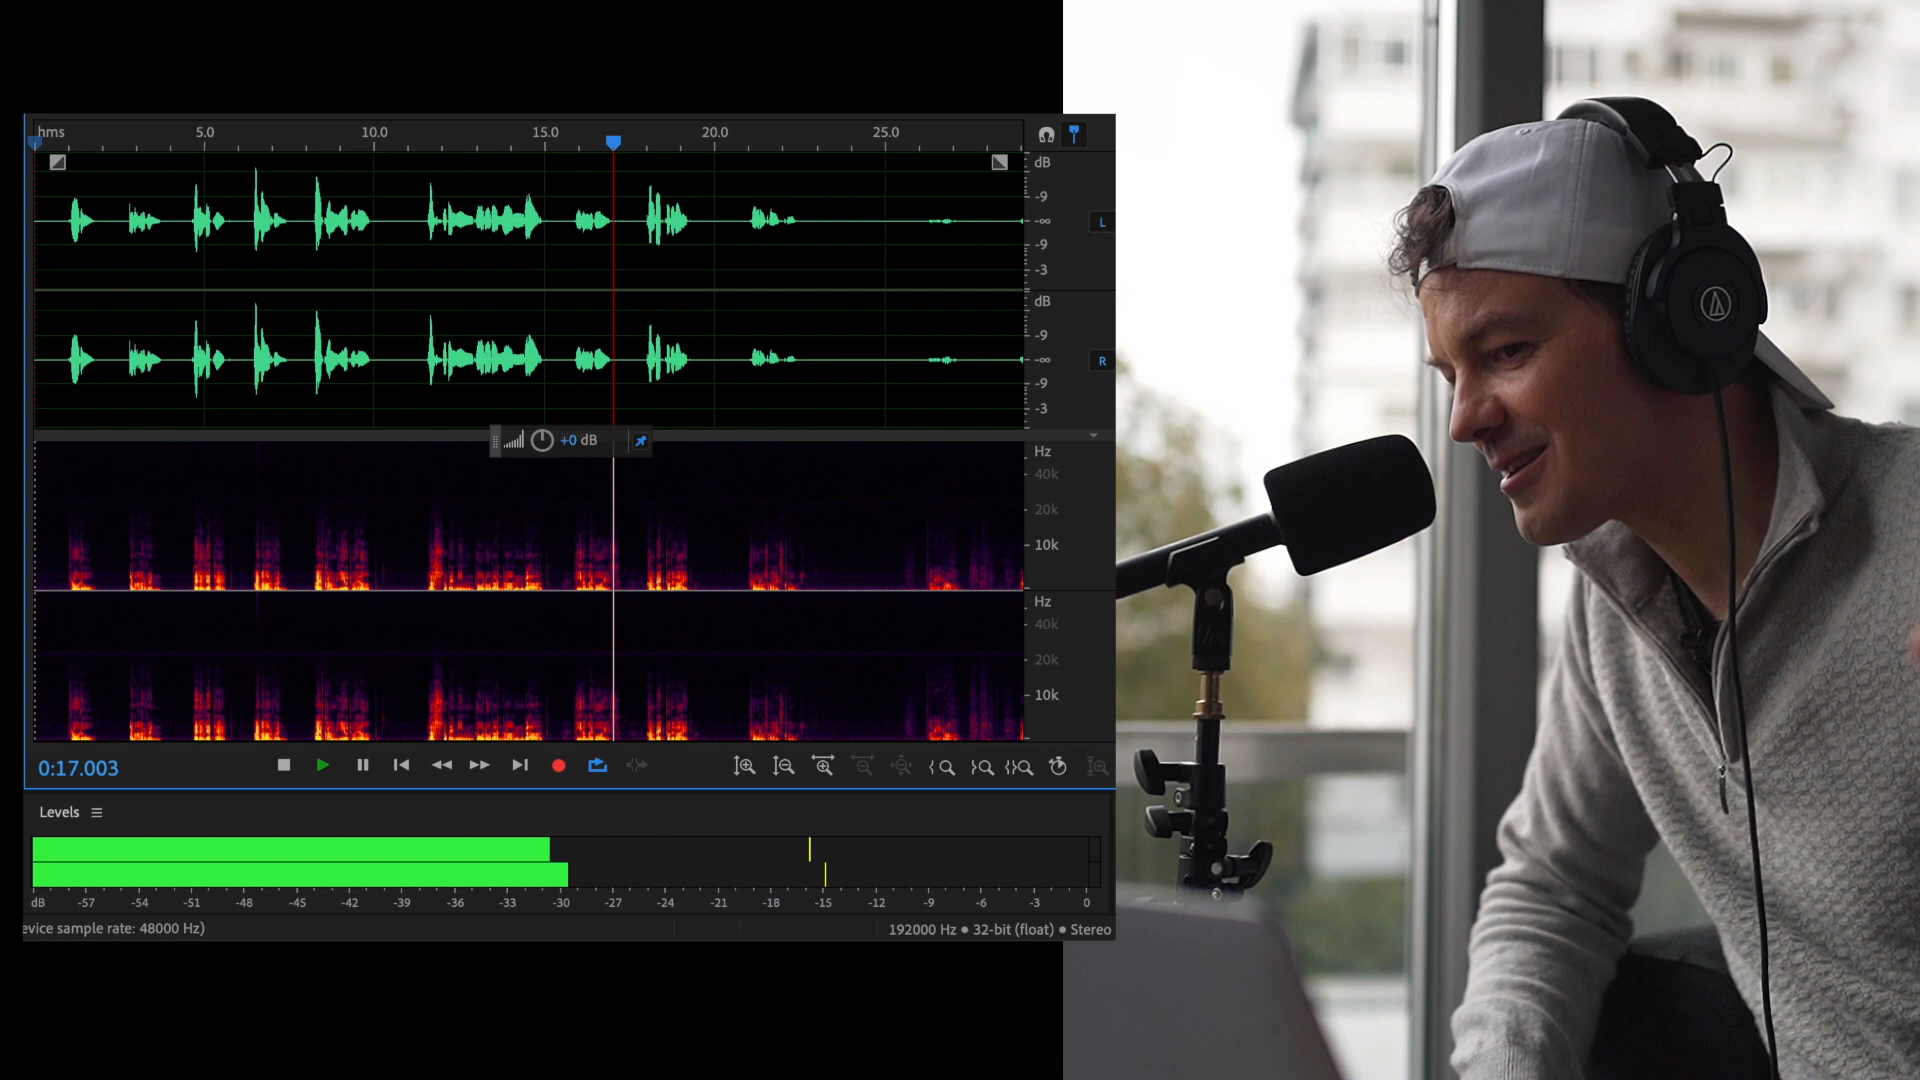 hms 5.0 10.0 15.0 20.0 25.0
dB
-9
-∞
-9
-3
L
dB
-9
-∞
-9
-3
R
+0 dB
Hz
40k
20k
10k
Hz
40k
20k
10k
0:17.003
Levels
dB -57 -54 -51 -48 -45 -42 -39 -36 -33 -30 -27 -24 -21 -18 -15 -12 -9 -6 -3 0
evice sample rate: 48000 Hz)
192000 Hz ● 32-bit (float) ● Stereo